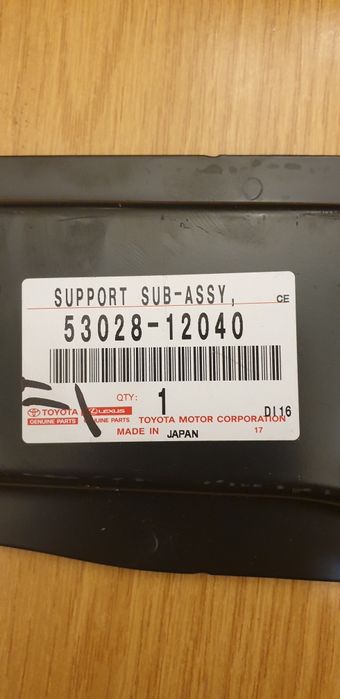 SUPPORT SUB-ASSY, CE
53028-12040
QTY: 1 DI16
TOYOTA LEXUS
GENUINE PARTS GENUINE PARTS TOYOTA MOTOR CORPORATION
MADE IN JAPAN 17